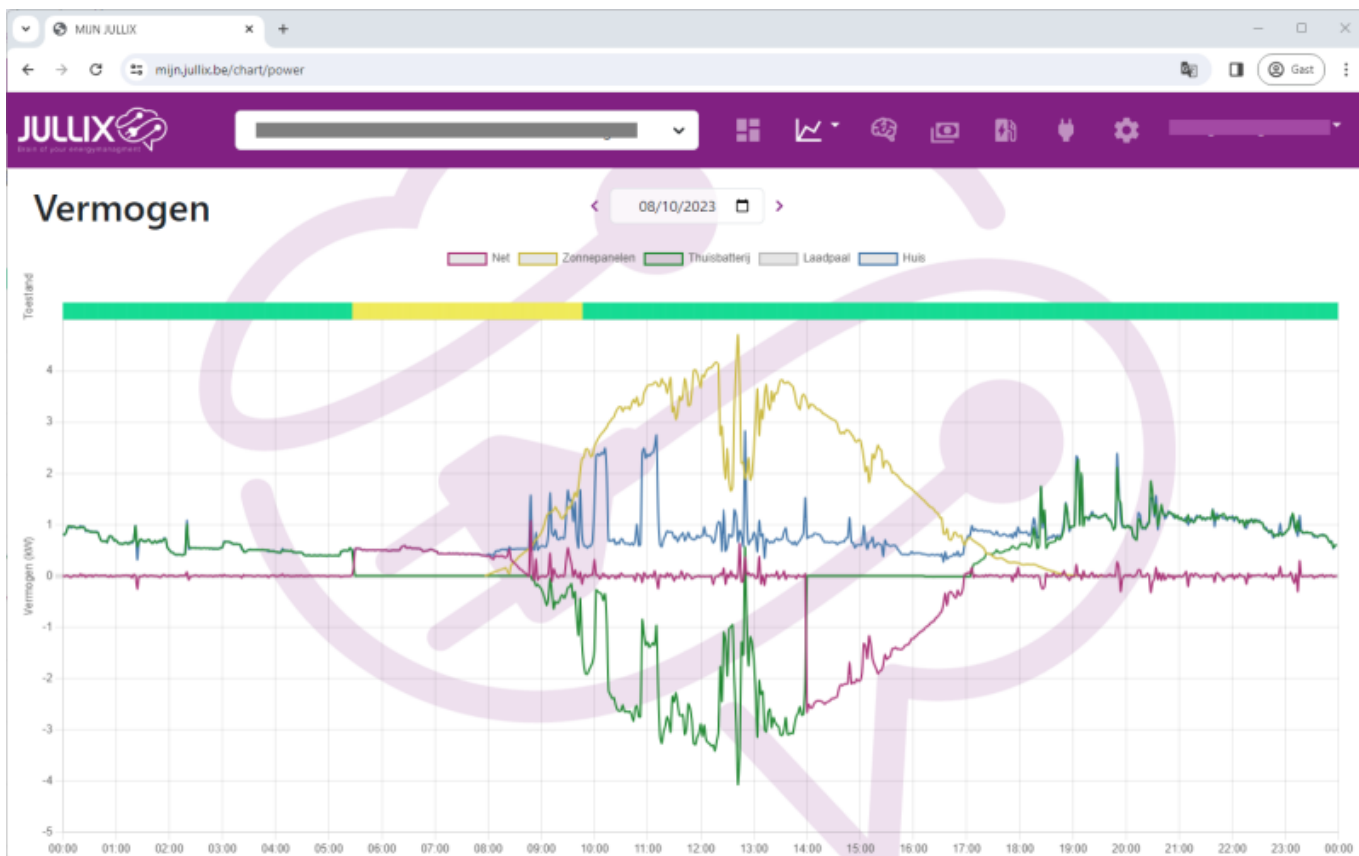 MIJN JULLIX
mijn.jullix.be/chart/power
Gast
JULLIX
Brain of your energymanagment
Vermogen
08/10/2023
Net Zonnepanelen Thuisbatterij Laadpaal Huis
Toestand
Vermogen (kW)
4
3
2
1
0
-1
-2
-3
-4
-5
00:00 01:00 02:00 03:00 04:00 05:00 06:00 07:00 08:00 09:00 10:00 11:00 12:00 13:00 14:00 15:00 16:00 17:00 18:00 19:00 20:00 21:00 22:00 23:00 00:00